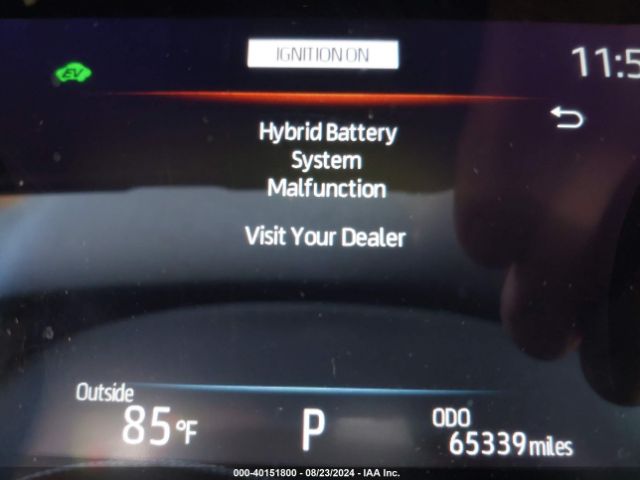 IGNITION ON
EV
11:5
Hybrid Battery
System
Malfunction
Visit Your Dealer
Outside
85°F
P
ODO
65339 miles
000-40151800 - 08/23/2024 - IAA Inc.